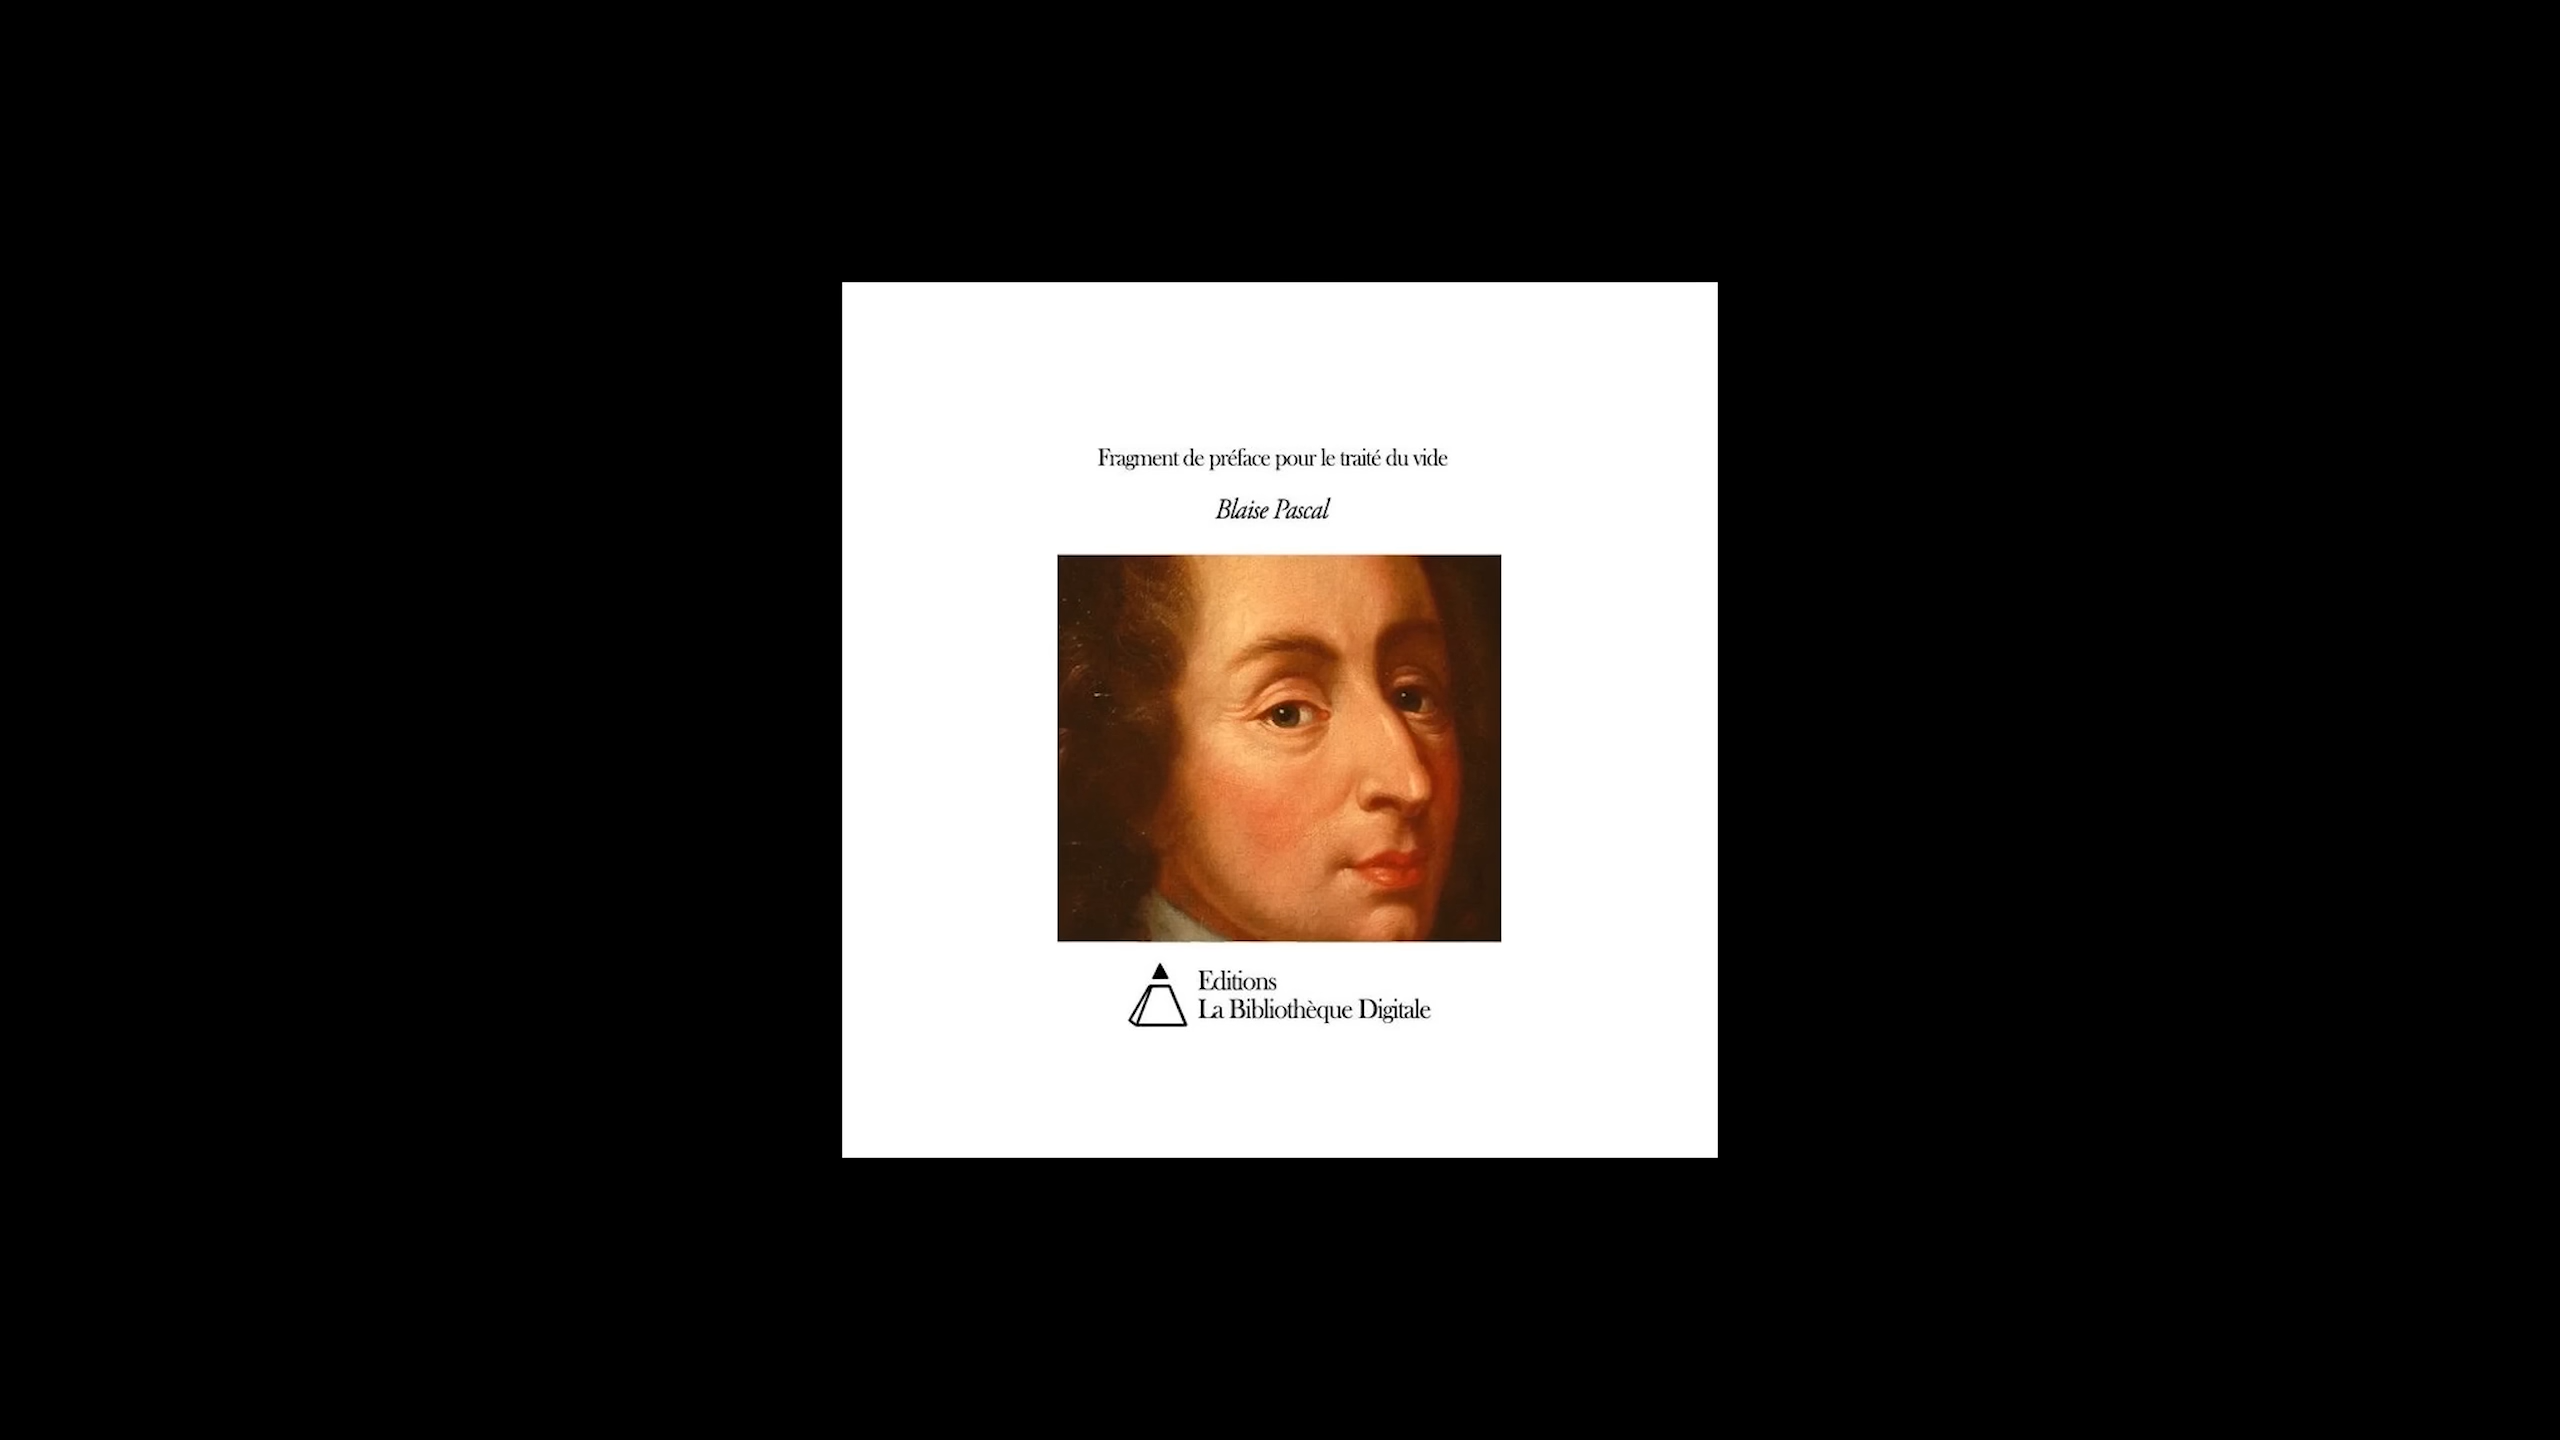 Fragment de préface pour le traité du vide
Blaise Pascal
Editions
La Bibliothèque Digitale